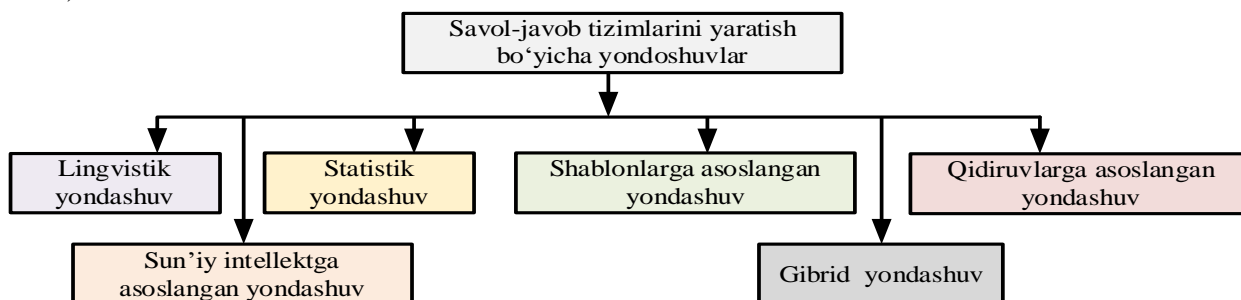 Savol-javob tizimlarini yaratish
bo‘yicha yondoshuvlar
Lingvistik
yondashuv
Statistik
yondashuv
Shablonlarga asoslangan
yondashuv
Qidiruvlarga asoslangan
yondashuv
Sun’iy intellektga
asoslangan yondashuv
Gibrid yondashuv